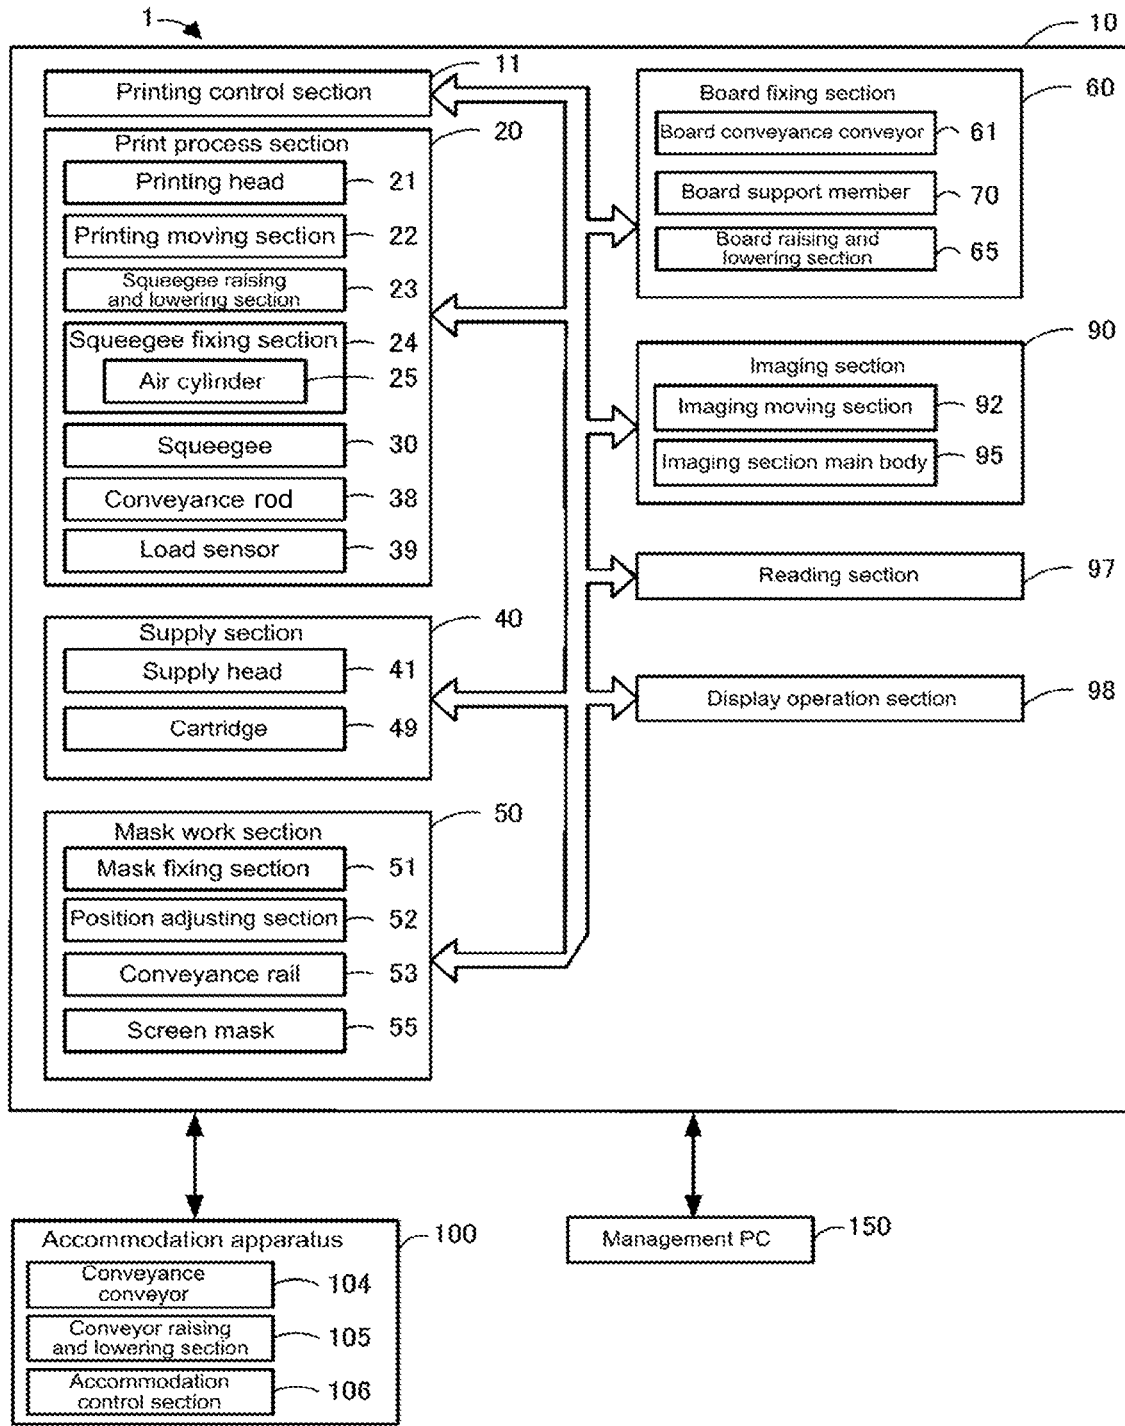 1
10
Printing control section
11
Print process section
20
Printing head
21
Printing moving section
22
Squeegee raising
and lowering section
23
Squeegee fixing section
24
Air cylinder
25
Squeegee
30
Conveyance rod
38
Load sensor
39
Supply section
40
Supply head
41
Cartridge
49
Mask work section
50
Mask fixing section
51
Position adjusting section
52
Conveyance rail
53
Screen mask
55
Board fixing section
60
Board conveyance conveyor
61
Board support member
70
Board raising and
lowering section
65
Imaging section
90
Imaging moving section
92
Imaging section main body
95
Reading section
97
Display operation section
98
Accommodation apparatus
100
Conveyance
conveyor
104
Conveyor raising
and lowering section
105
Accommodation
control section
106
Management PC
150